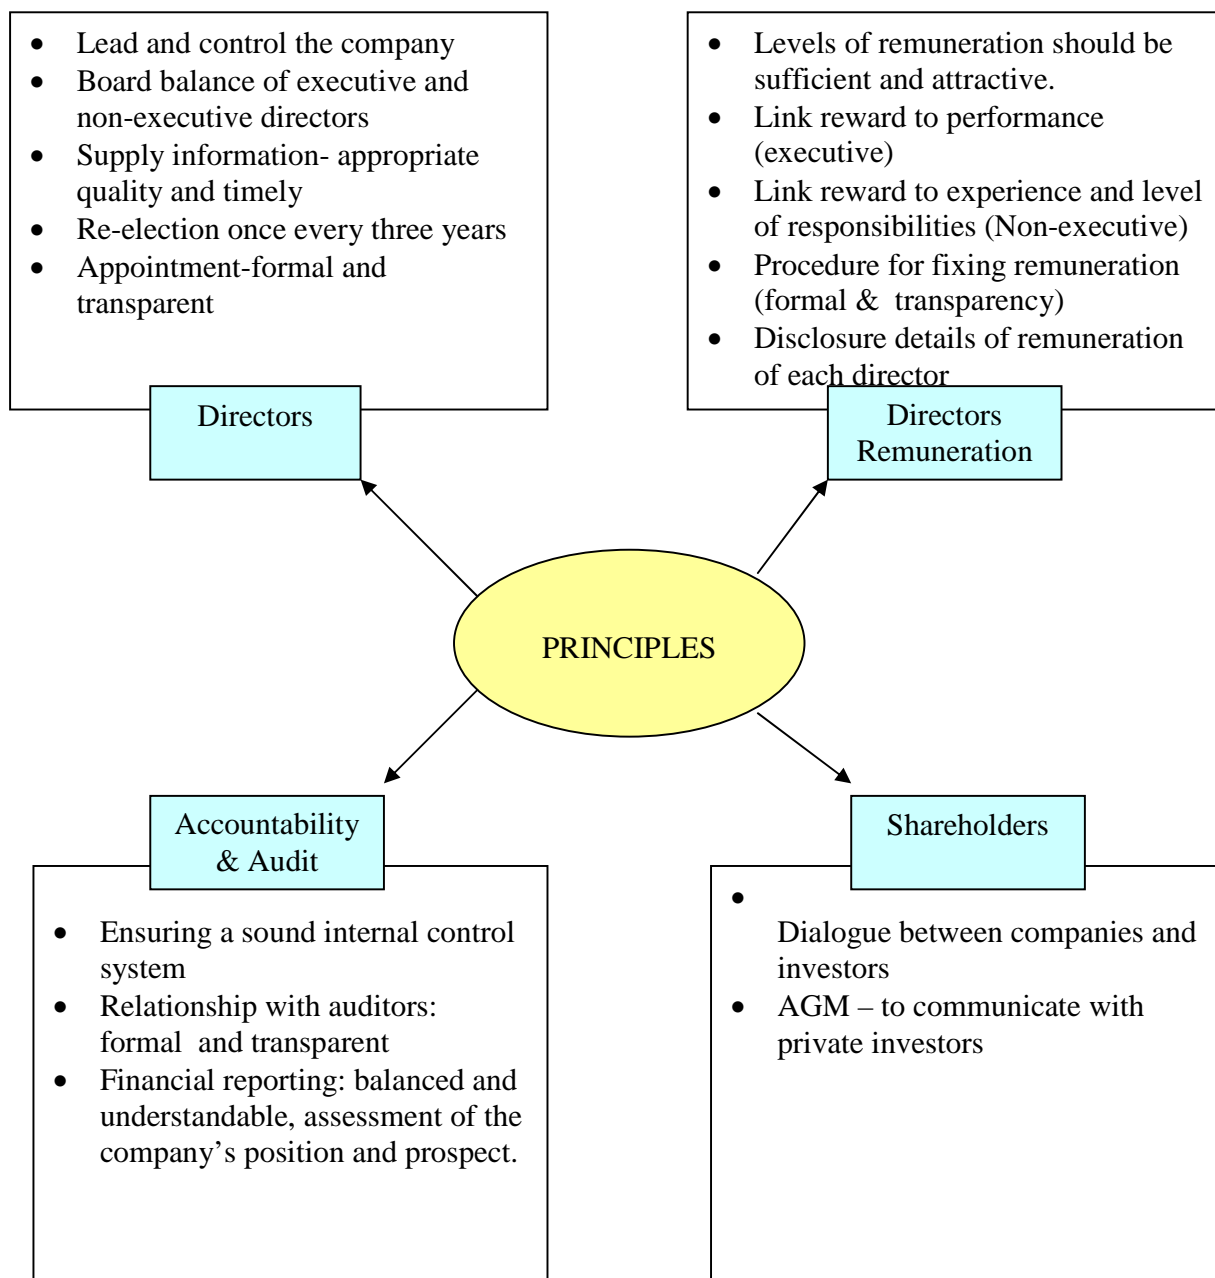 • Lead and control the company
• Board balance of executive and
non-executive directors
• Supply information- appropriate
quality and timely
• Re-election once every three years
• Appointment-formal and
transparent
Directors
• Levels of remuneration should be
sufficient and attractive.
• Link reward to performance
(executive)
• Link reward to experience and level
of responsibilities (Non-executive)
• Procedure for fixing remuneration
(formal &  transparency)
• Disclosure details of remuneration
of each director
Directors
Remuneration
PRINCIPLES
Accountability
& Audit
• Ensuring a sound internal control
system
• Relationship with auditors:
formal  and transparent
• Financial reporting: balanced and
understandable, assessment of the
company’s position and prospect.
Shareholders
•
Dialogue between companies and
investors
• AGM – to communicate with
private investors